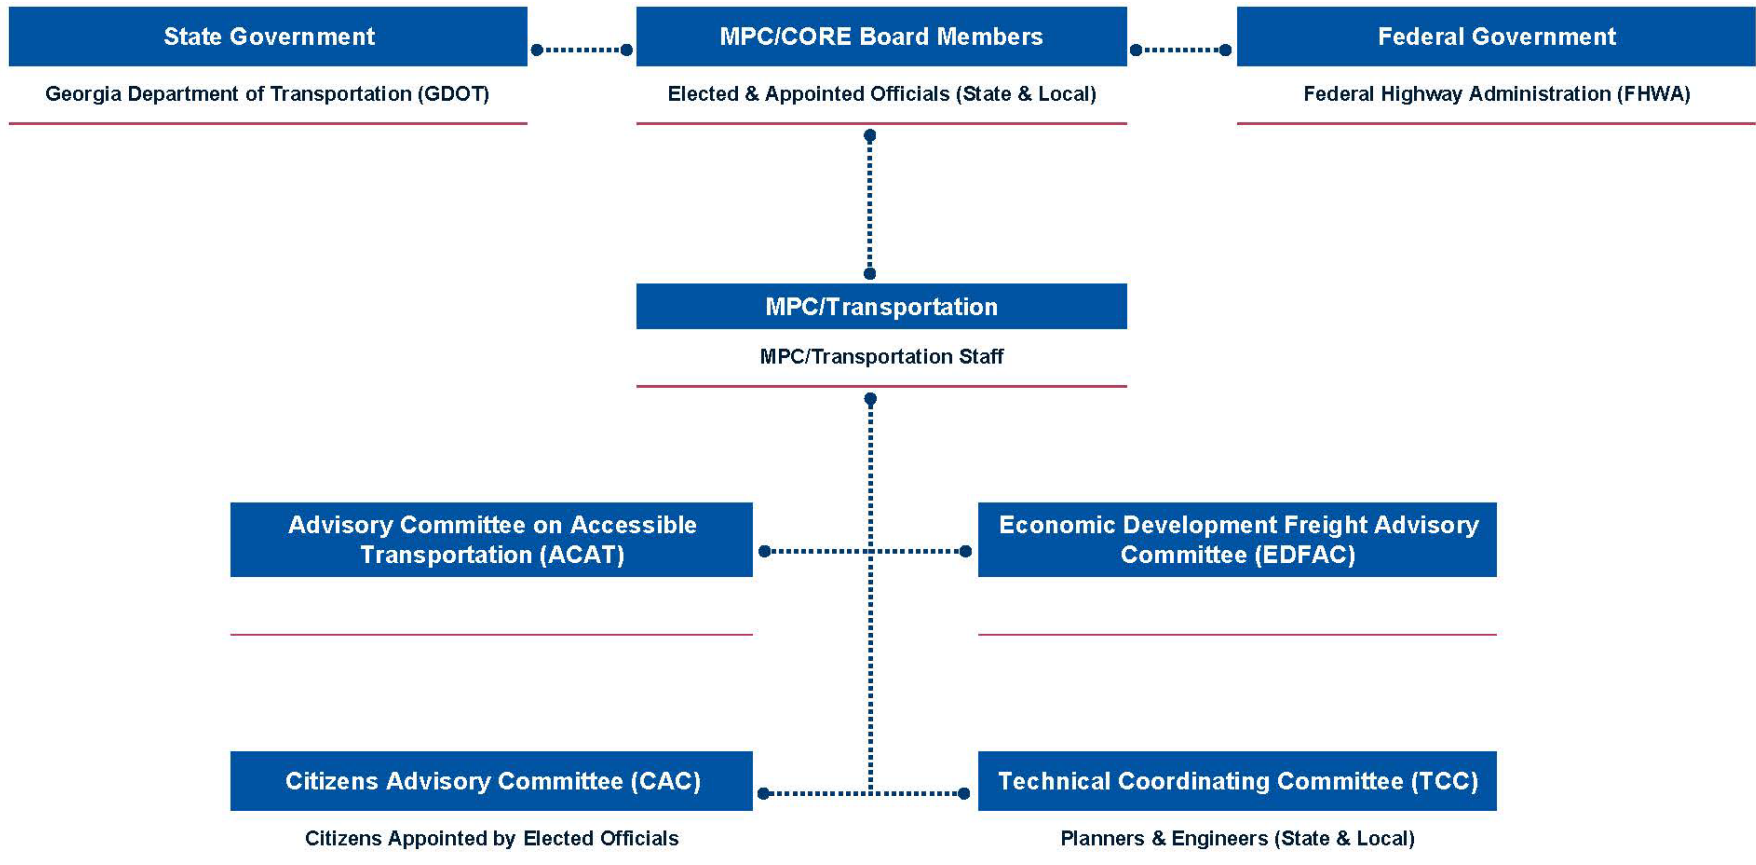 State Government
MPC/CORE Board Members
Federal Government
Georgia Department of Transportation (GDOT)
Elected & Appointed Officials (State & Local)
Federal Highway Administration (FHWA)
MPC/Transportation
MPC/Transportation Staff
Advisory Committee on Accessible
Transportation (ACAT)
Economic Development Freight Advisory
Committee (EDFAC)
Citizens Advisory Committee (CAC)
Technical Coordinating Committee (TCC)
Citizens Appointed by Elected Officials
Planners & Engineers (State & Local)